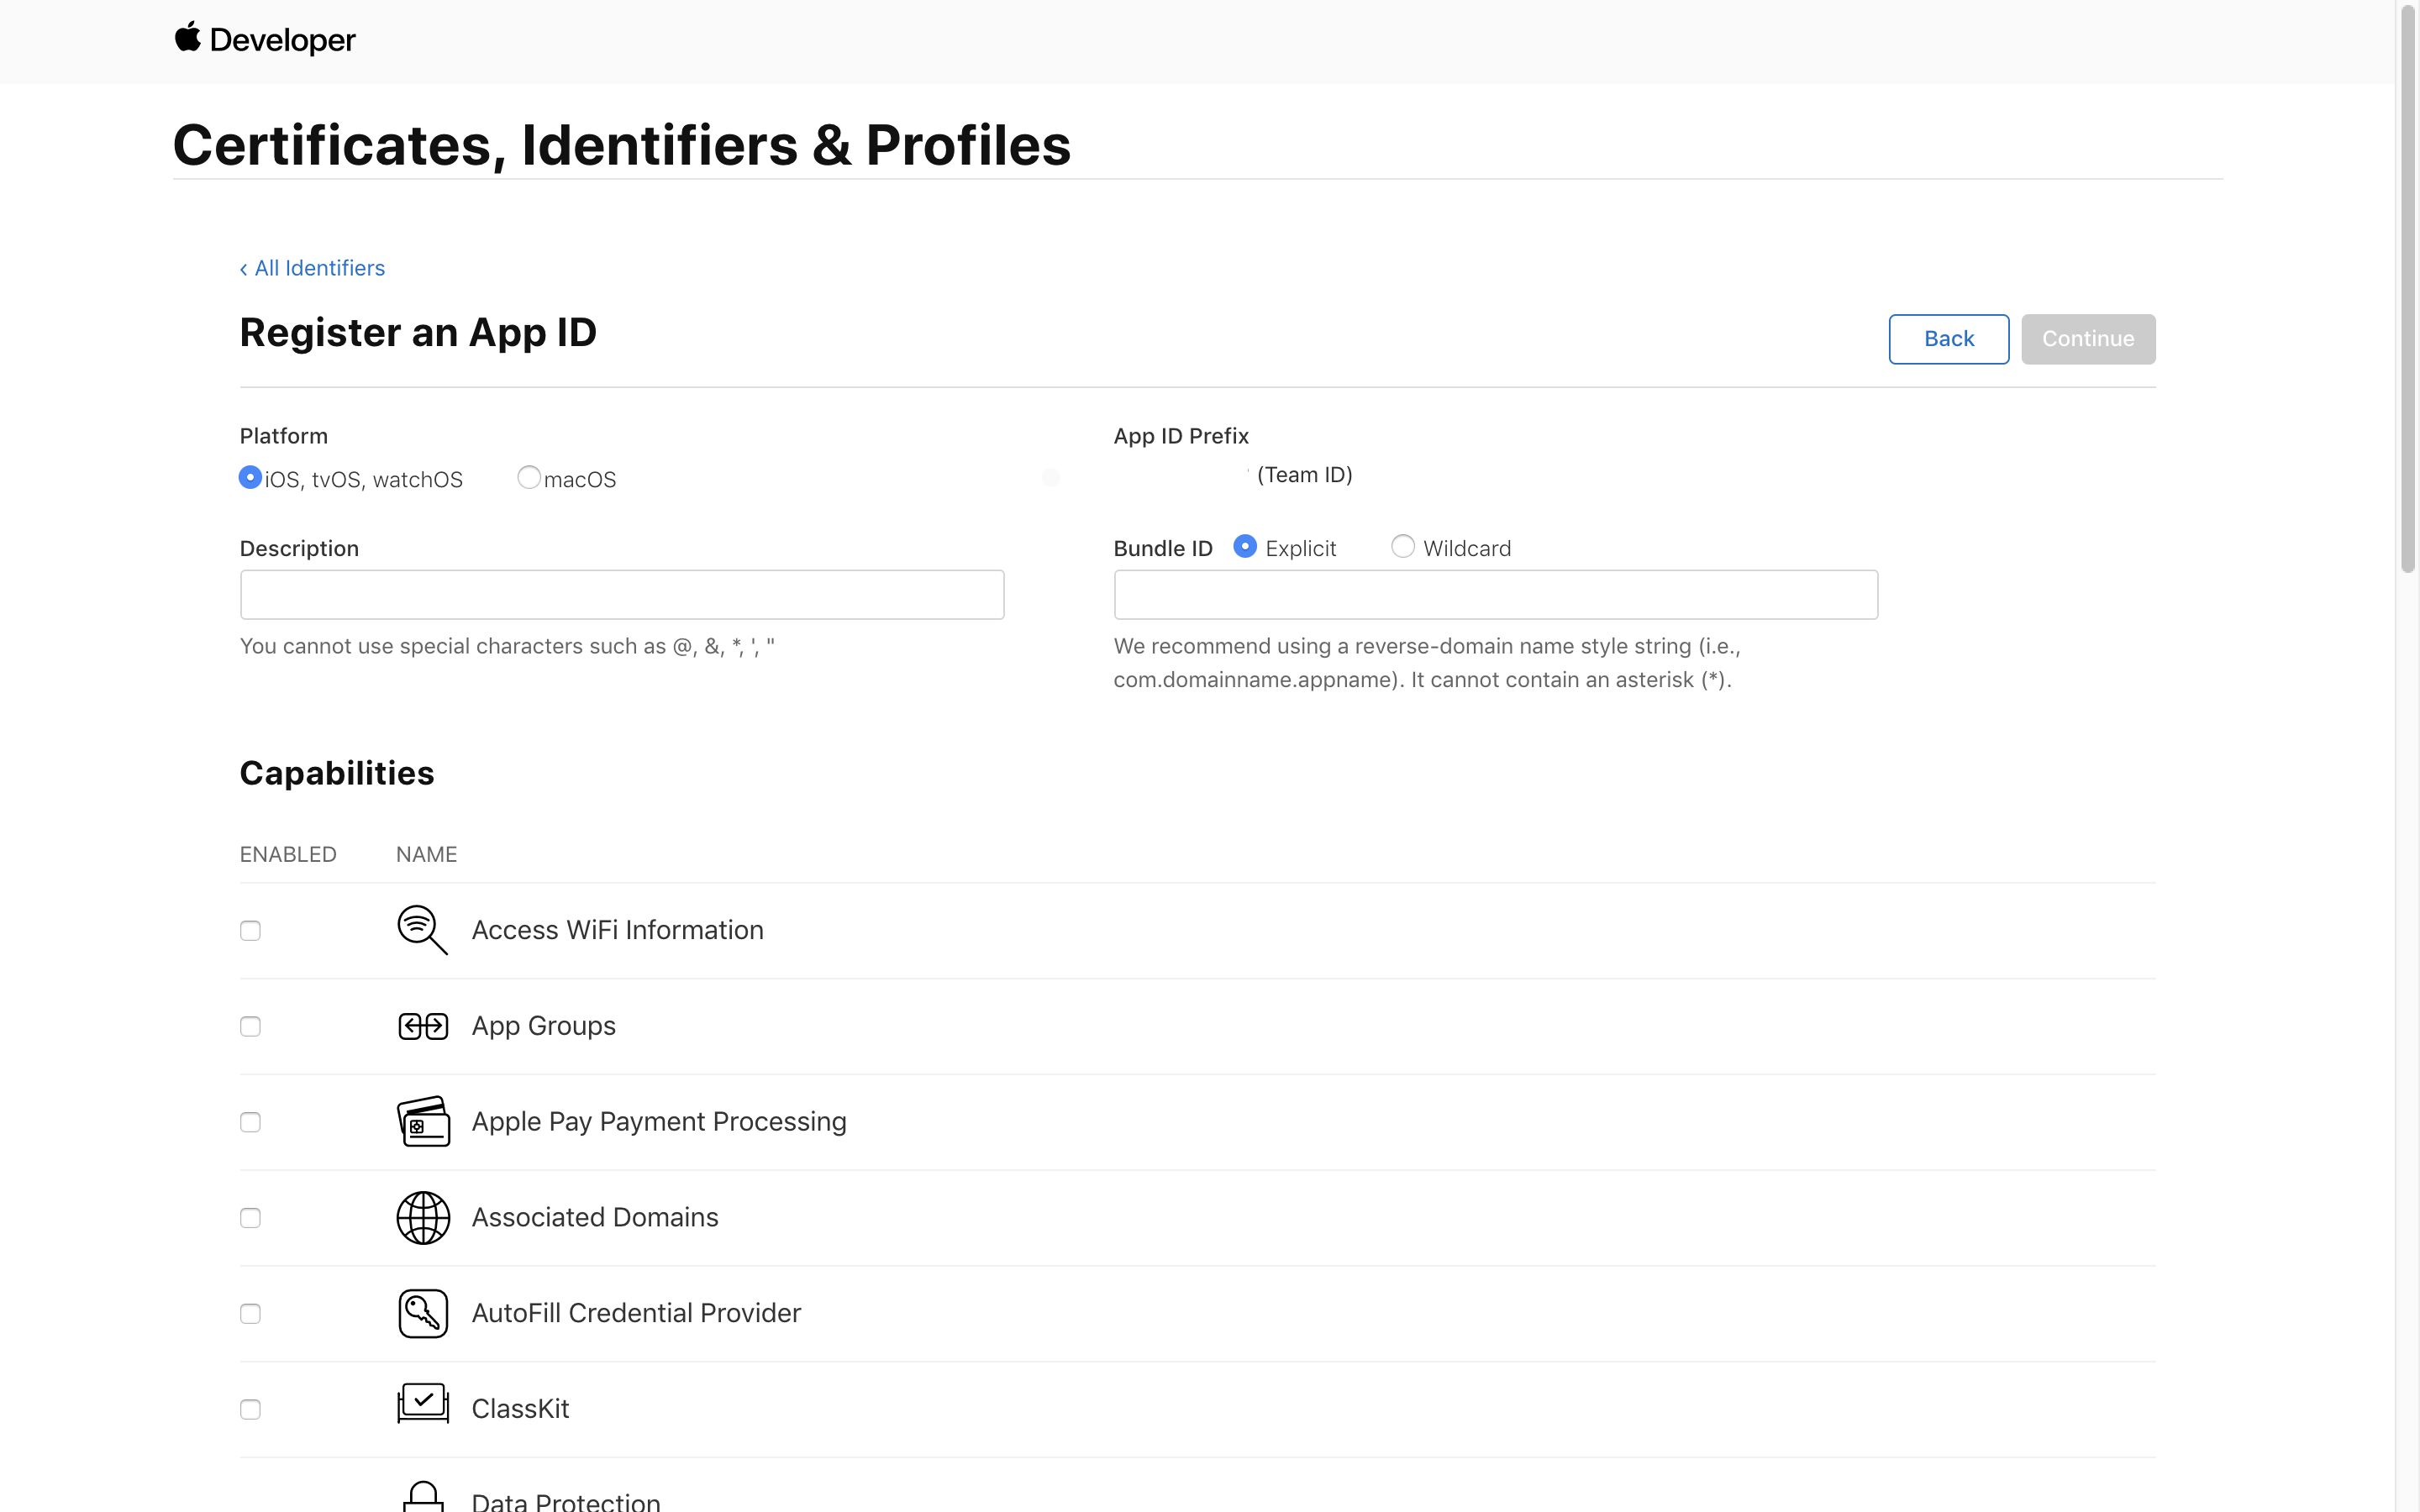 Developer
Certificates, Identifiers & Profiles
‹ All Identifiers
Register an App ID
Back
Continue
Platform
iOS, tvOS, watchOS
macOS
App ID Prefix
(Team ID)
Description
You cannot use special characters such as @, &, *, ', "
Bundle ID
Explicit
Wildcard
We recommend using a reverse-domain name style string (i.e.,
com.domainname.appname). It cannot contain an asterisk (*).
Capabilities
ENABLED
NAME
Access WiFi Information
App Groups
Apple Pay Payment Processing
Associated Domains
AutoFill Credential Provider
ClassKit
Data Protection